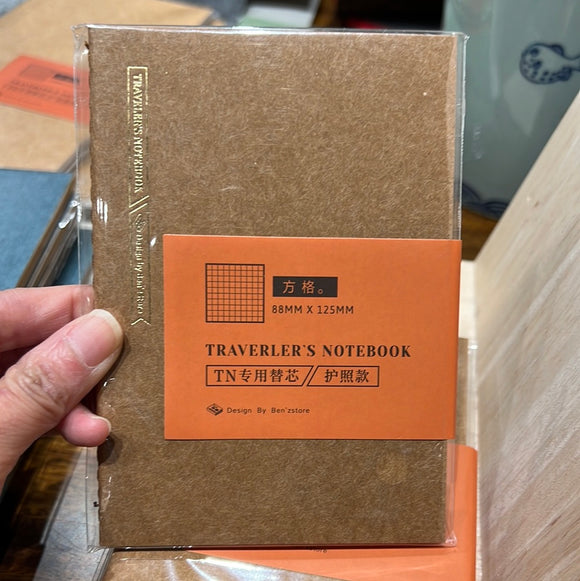 TRAVERLER'S NOTEBOOK
方格。
88MM X 125MM
TRAVERLER`S NOTEBOOK
TN专用替芯 // 护照款
Design By Ben'zstore